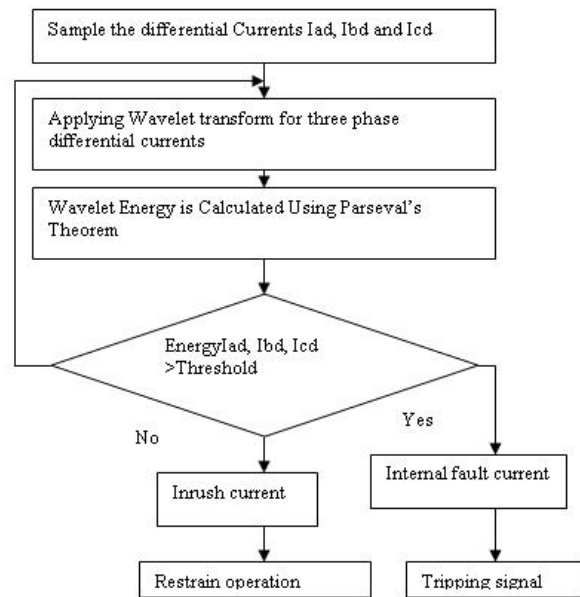 Sample the differential Currents Iad, Ibd and Icd
Applying Wavelet transform for three phase
differential currents
Wavelet Energy is Calculated Using Parseval's
Theorem
EnergyIad, Ibd, Icd
>Threshold
Yes
No
Internal fault current
Inrush current
Restrain operation
Tripping signal